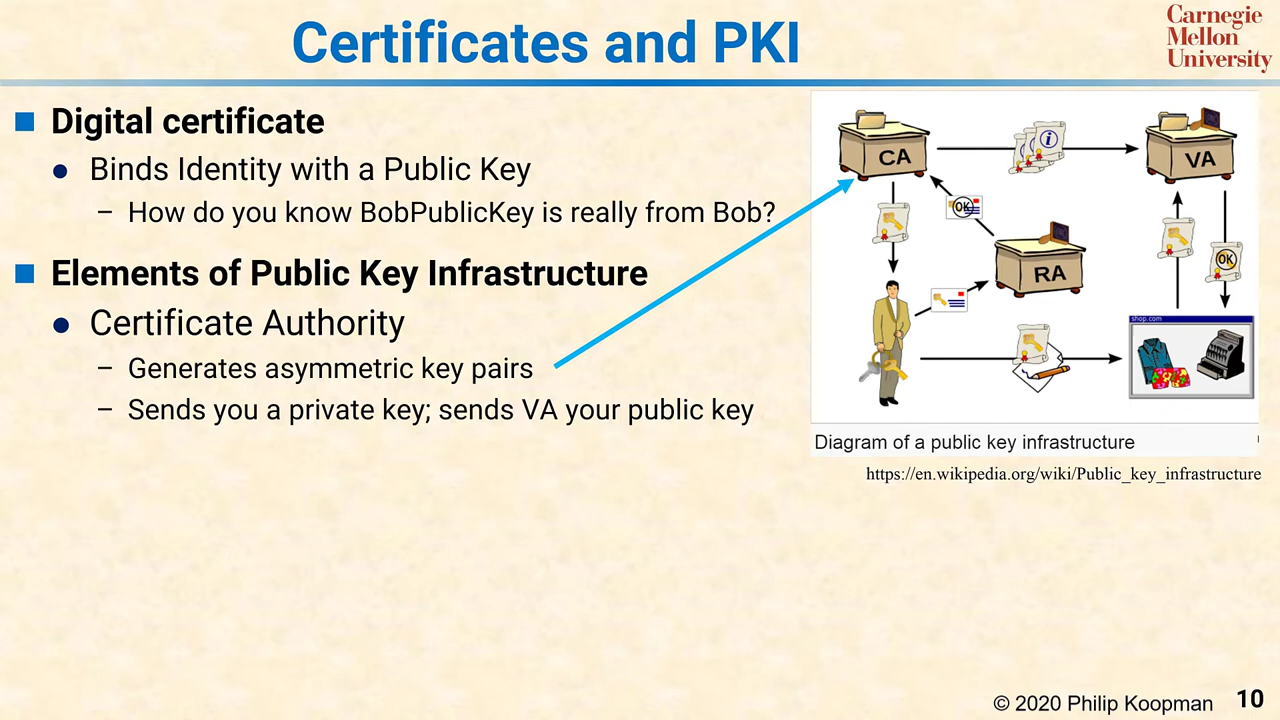 Certificates and PKI
Carnegie
Mellon
University
Digital certificate
Binds Identity with a Public Key
– How do you know BobPublicKey is really from Bob?
Elements of Public Key Infrastructure
Certificate Authority
– Generates asymmetric key pairs
– Sends you a private key; sends VA your public key
CA
i
VA
OK
RA
OK
shop.com
Diagram of a public key infrastructure
https://en.wikipedia.org/wiki/Public_key_infrastructure
© 2020 Philip Koopman
10